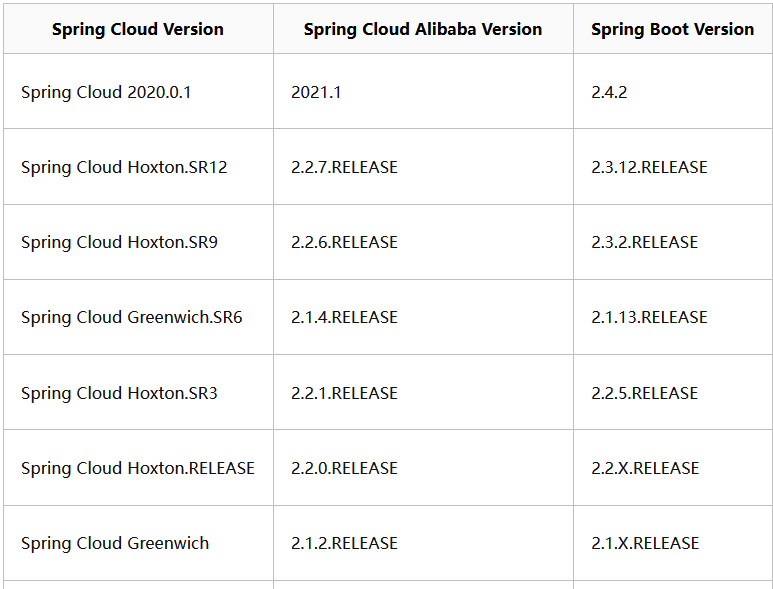 Spring Cloud Version Spring Cloud Alibaba Version Spring Boot Version
Spring Cloud 2020.0.1 2021.1 2.4.2
Spring Cloud Hoxton.SR12 2.2.7.RELEASE 2.3.12.RELEASE
Spring Cloud Hoxton.SR9 2.2.6.RELEASE 2.3.2.RELEASE
Spring Cloud Greenwich.SR6 2.1.4.RELEASE 2.1.13.RELEASE
Spring Cloud Hoxton.SR3 2.2.1.RELEASE 2.2.5.RELEASE
Spring Cloud Hoxton.RELEASE 2.2.0.RELEASE 2.2.X.RELEASE
Spring Cloud Greenwich 2.1.2.RELEASE 2.1.X.RELEASE